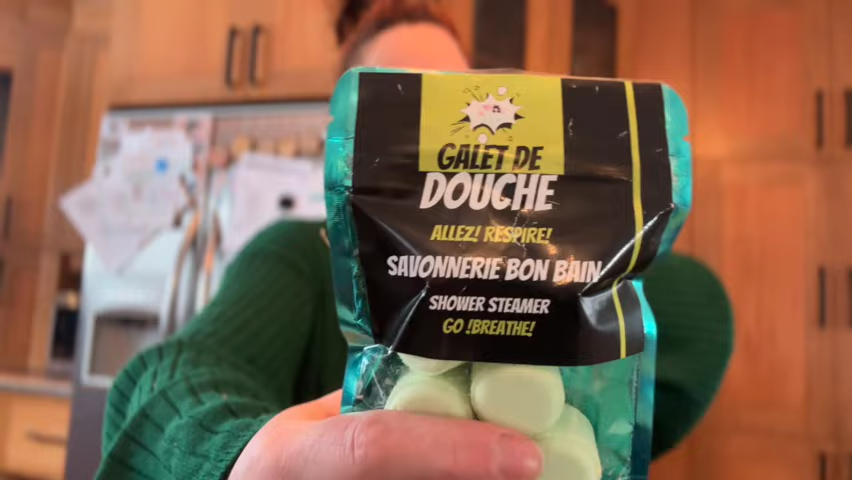 GALET DE
DOUCHE
ALLEZ! RESPIRE!
SAVONNERIE BON BAIN
SHOWER STEAMER
GO !BREATHE!